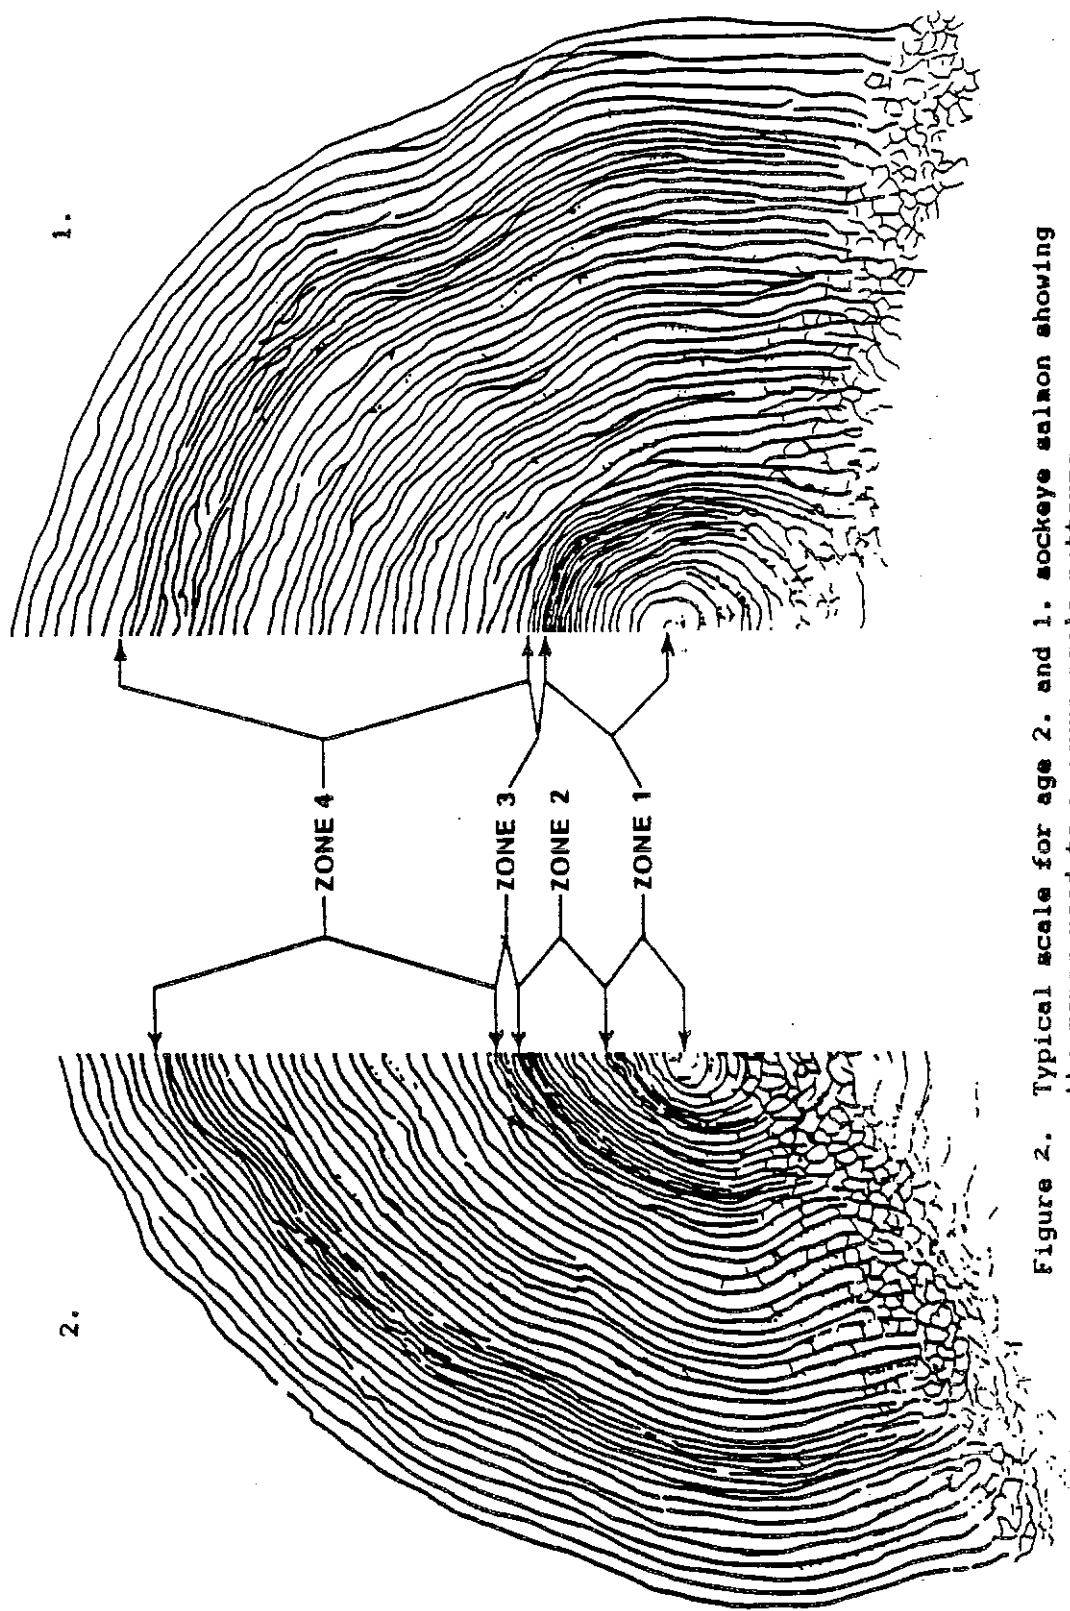 2.
1.
ZONE 4
ZONE 3
ZONE 2
ZONE 1
Figure 2. Typical scale for age 2. and 1. sockeye salmon showing